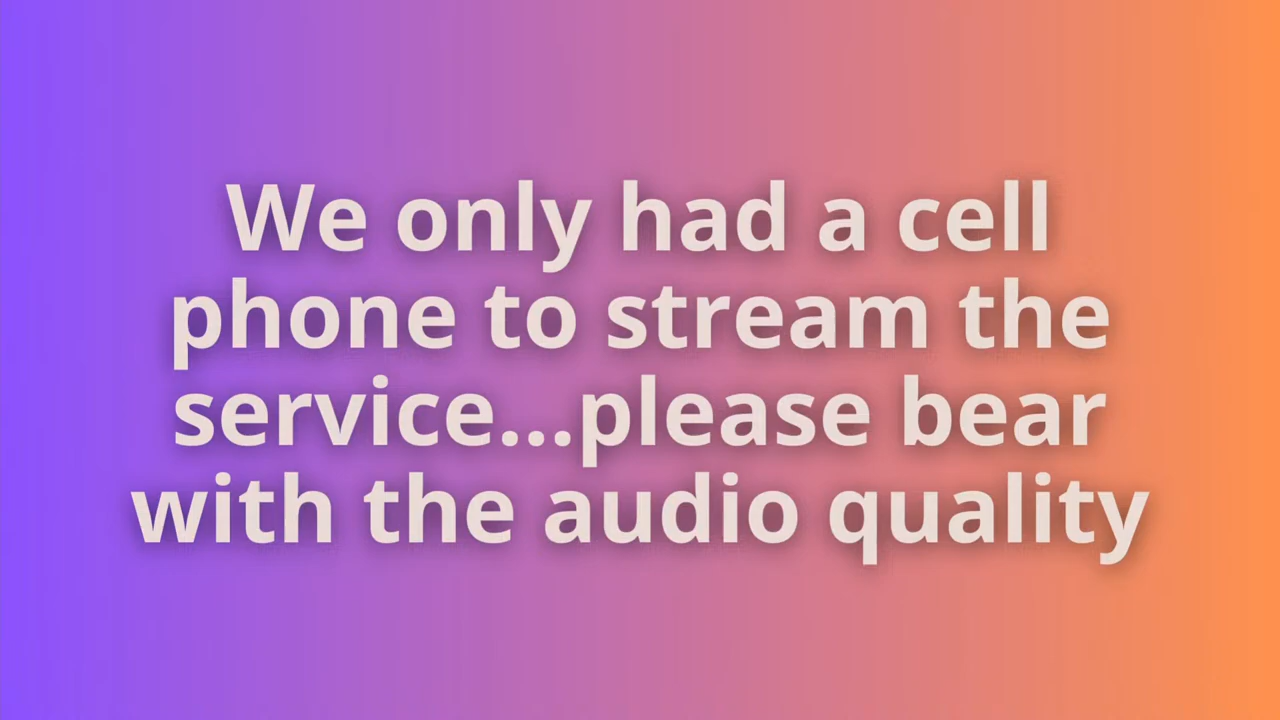 We only had a cell
phone to stream the
service...please bear
with the audio quality